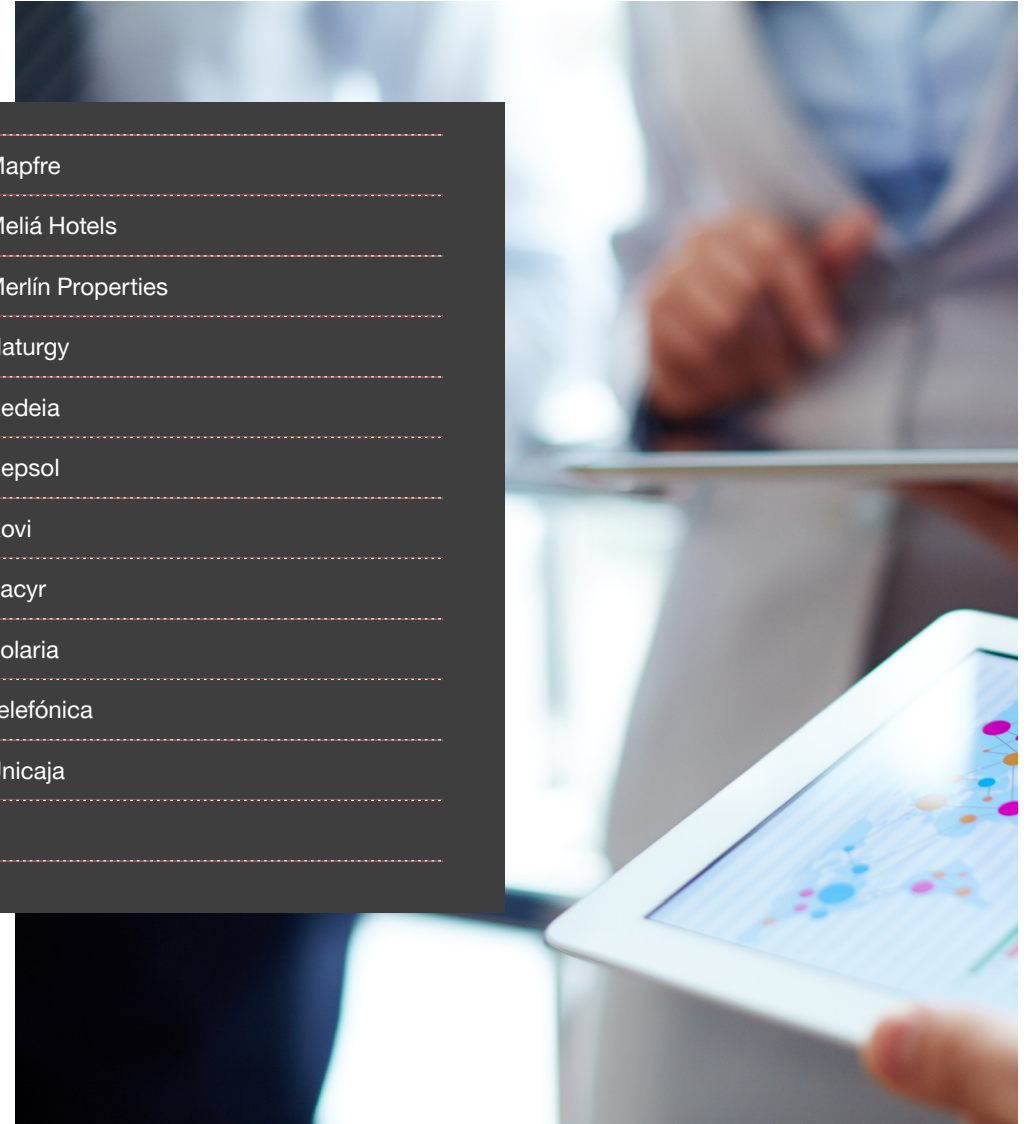 Mapfre
Meliá Hotels
Merlín Properties
aturgy
edeia
epsol
ovi
acyr
olaria
elefónica
nicaja